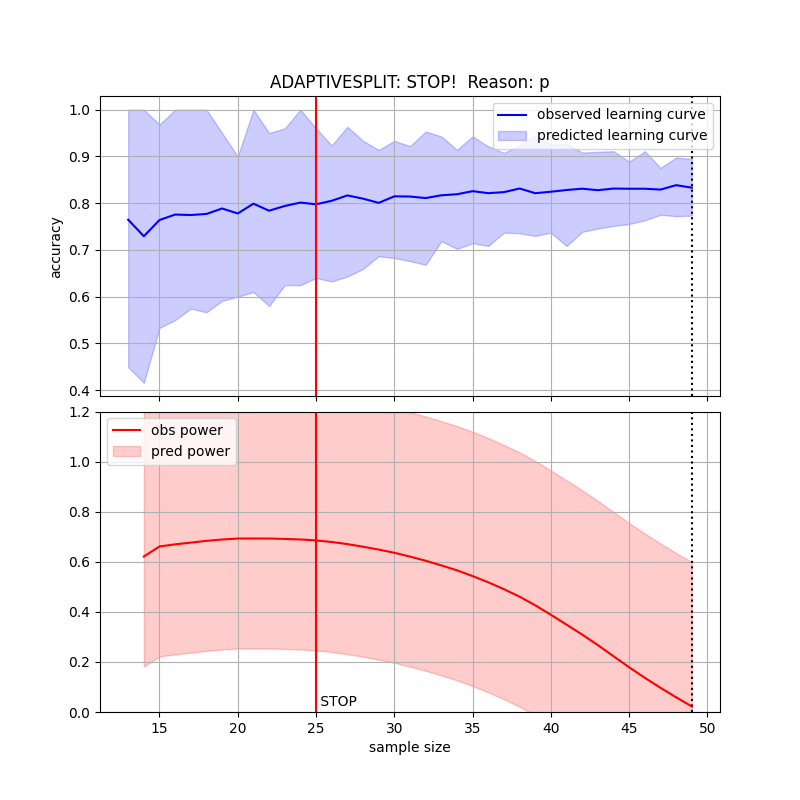 ADAPTIVESPLIT: STOP!  Reason: p
1.0
0.9
0.8
0.7
0.6
0.5
0.4
accuracy
observed learning curve
predicted learning curve
1.2
1.0
0.8
0.6
0.4
0.2
0.0
obs power
pred power
STOP
15 20 25 30 35 40 45 50
sample size